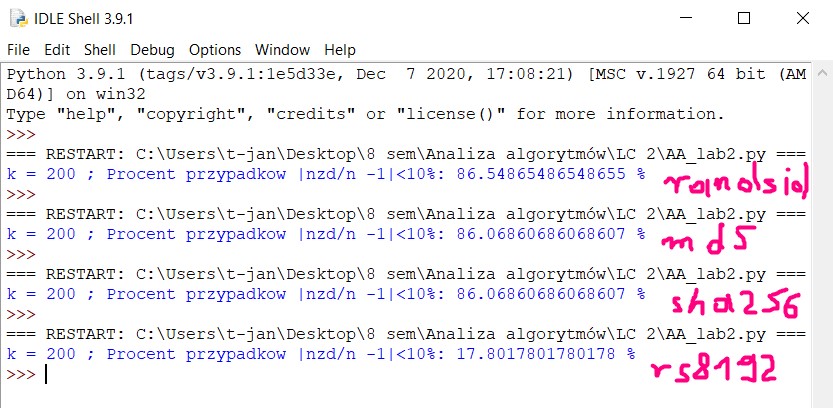 IDLE Shell 3.9.1
File Edit Shell Debug Options Window Help
Python 3.9.1 (tags/v3.9.1:1e5d33e, Dec  7 2020, 17:08:21) [MSC v.1927 64 bit (AM
D64)] on win32
Type "help", "copyright", "credits" or "license()" for more information.
>>>
=== RESTART: C:\Users\t-jan\Desktop\8 sem\Analiza algorytmów\LC 2\AA_lab2.py ===
k = 200 ; Procent przypadkow |nzd/n -1|<10%: 86.54865486548655 %
randsid
>>>
=== RESTART: C:\Users\t-jan\Desktop\8 sem\Analiza algorytmów\LC 2\AA_lab2.py ===
k = 200 ; Procent przypadkow |nzd/n -1|<10%: 86.06860686068607 %
md5
>>>
=== RESTART: C:\Users\t-jan\Desktop\8 sem\Analiza algorytmów\LC 2\AA_lab2.py ===
k = 200 ; Procent przypadkow |nzd/n -1|<10%: 86.06860686068607 %
sha256
>>>
=== RESTART: C:\Users\t-jan\Desktop\8 sem\Analiza algorytmów\LC 2\AA_lab2.py ===
k = 200 ; Procent przypadkow |nzd/n -1|<10%: 17.8017801780178 %
rs8192
>>>